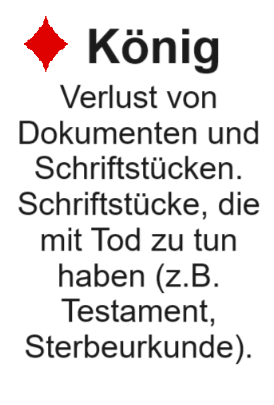 König
Verlust von
Dokumenten und
Schriftstücken.
Schriftstücke, die
mit Tod zu tun
haben (z.B.
Testament,
Sterbeurkunde).